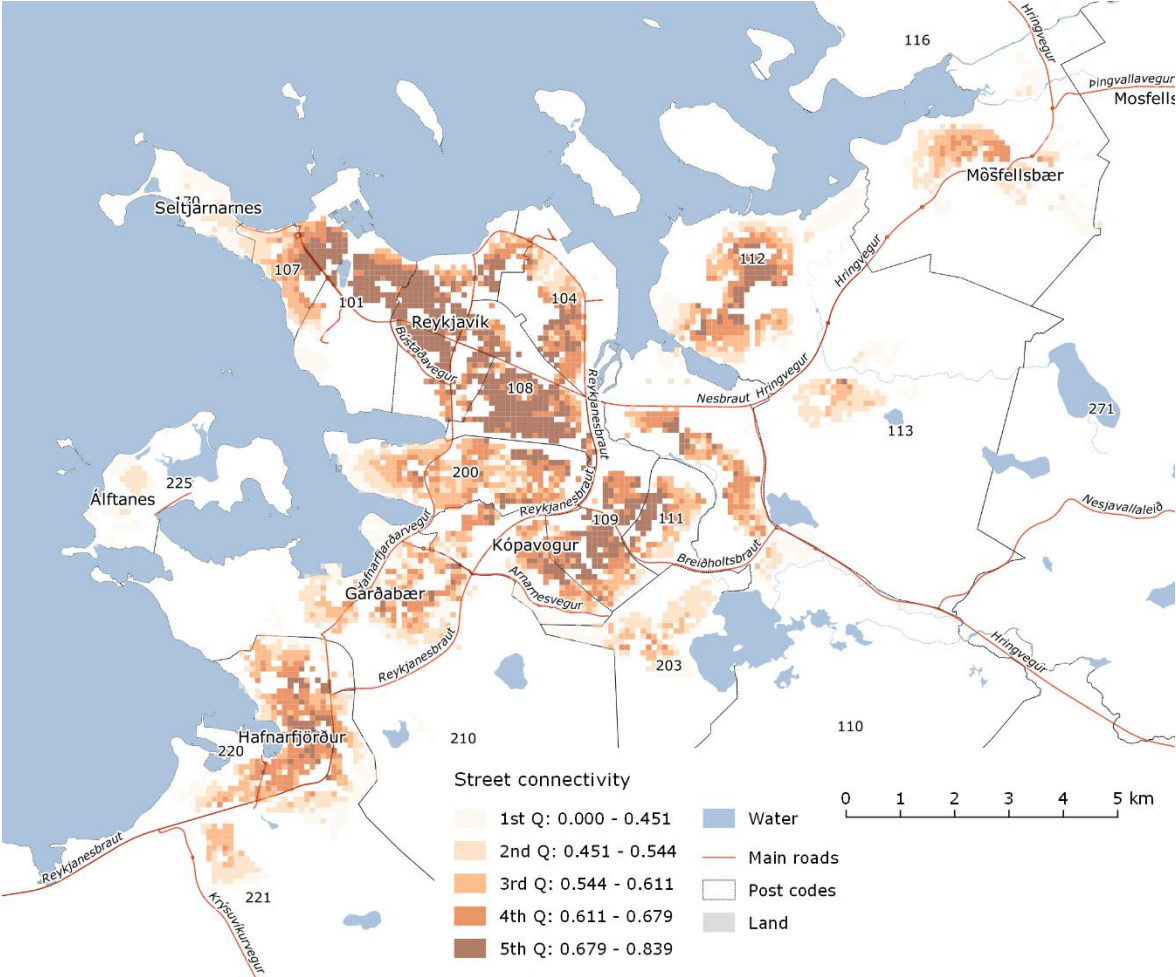 116
Hringvegur
Þingvallavegur
Mosfells
Mosfellsbær
Seltjarnarnes
107
101
112
104
Hringvegur
Reykjavík
Bústaðavegur
108
Reykjanesbraut
Nesbraut
Hringvegur
113
271
200
225
Álftanes
Reykjanesbraut
109
111
Kópavogur
Breiðholtsbraut
Nesjavallaleið
Hafnarfjarðarvegur
Garðabær
Arnarnesvegur
Reykjanesbraut
203
Hringvegur
Hafnarfjörður
220
210
110
Street connectivity
1st Q: 0.000 - 0.451
2nd Q: 0.451 - 0.544
3rd Q: 0.544 - 0.611
4th Q: 0.611 - 0.679
5th Q: 0.679 - 0.839
Water
Main roads
Post codes
Land
0 1 2 3 4 5 km
Reykjanesbraut
221
Krýsuvíkurvegur